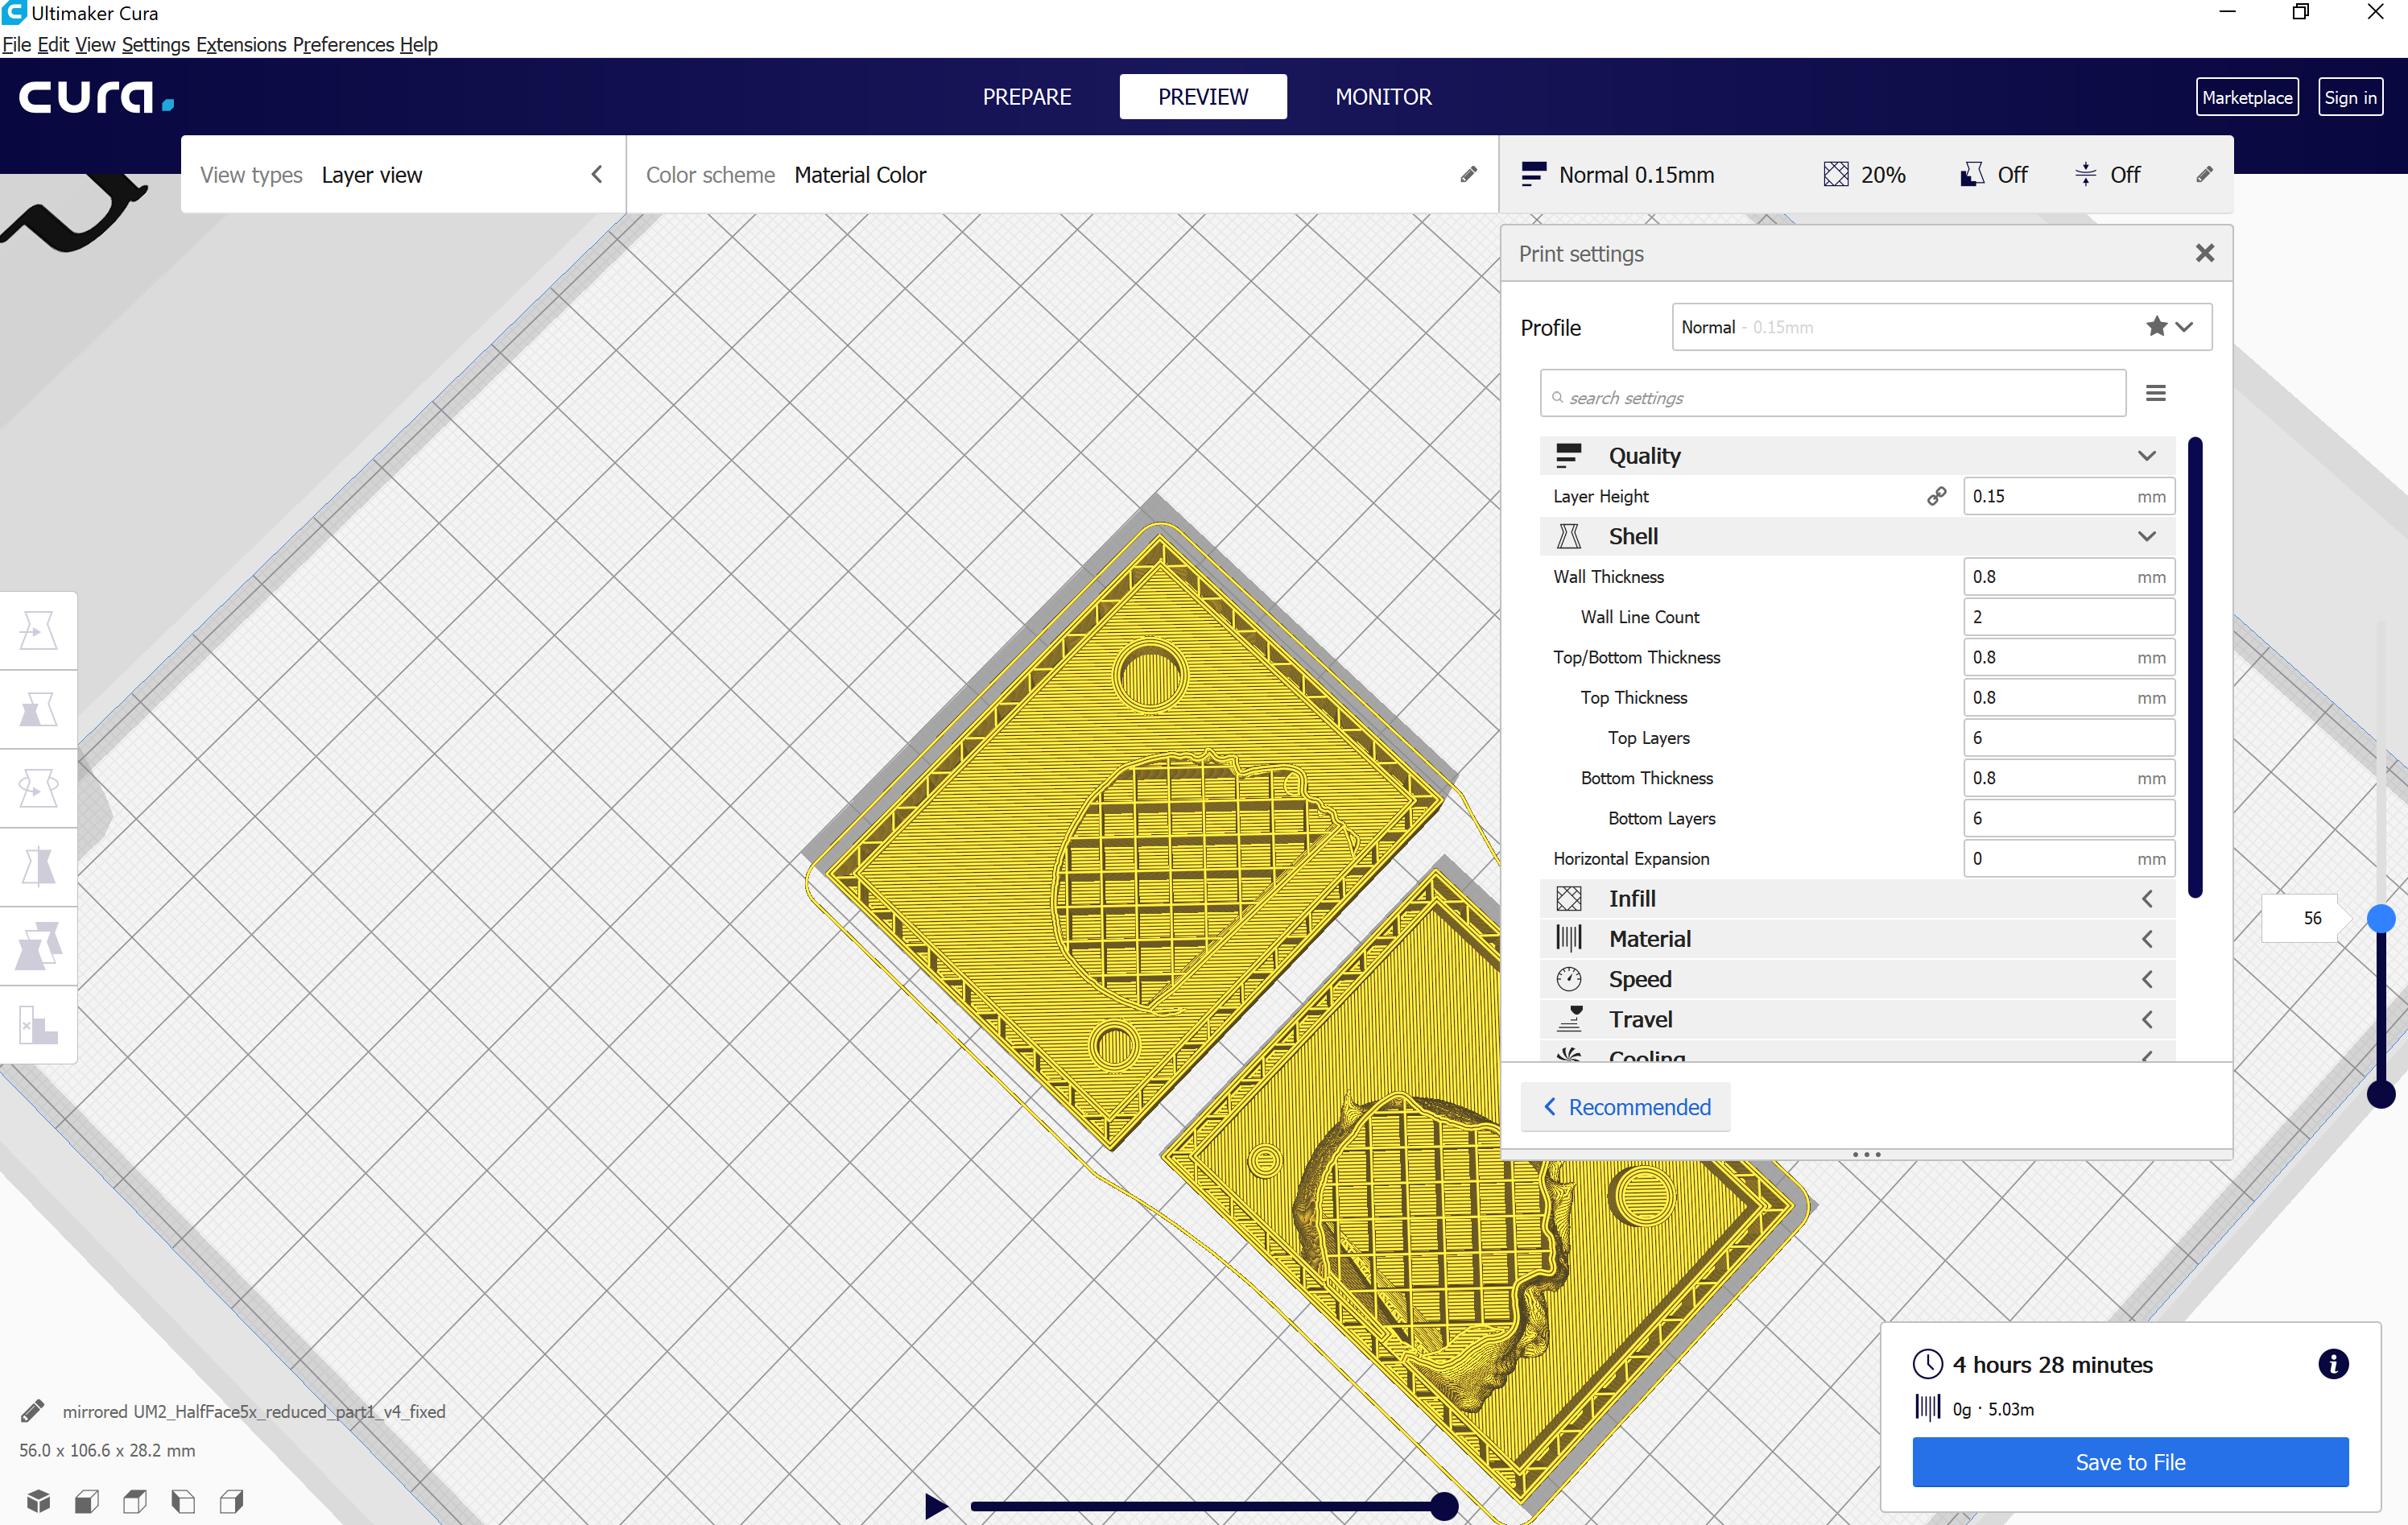 Ultimaker Cura
File Edit View Settings Extensions Preferences Help
cura.
PREPARE
PREVIEW
MONITOR
Marketplace
Sign in
View types Layer view
Color scheme Material Color
Normal 0.15mm
20%
Off
Off
Print settings
Profile
Normal - 0.15mm
search settings
Quality
Layer Height 0.15 mm
Shell
Wall Thickness 0.8 mm
Wall Line Count 2
Top/Bottom Thickness 0.8 mm
Top Thickness 0.8 mm
Top Layers 6
Bottom Thickness 0.8 mm
Bottom Layers 6
Horizontal Expansion 0 mm
Infill
Material
Speed
Travel
Cooling
Recommended
56
4 hours 28 minutes
0g · 5.03m
Save to File
mirrored UM2_HalfFace5x_reduced_part1_v4_fixed
56.0 x 106.6 x 28.2 mm